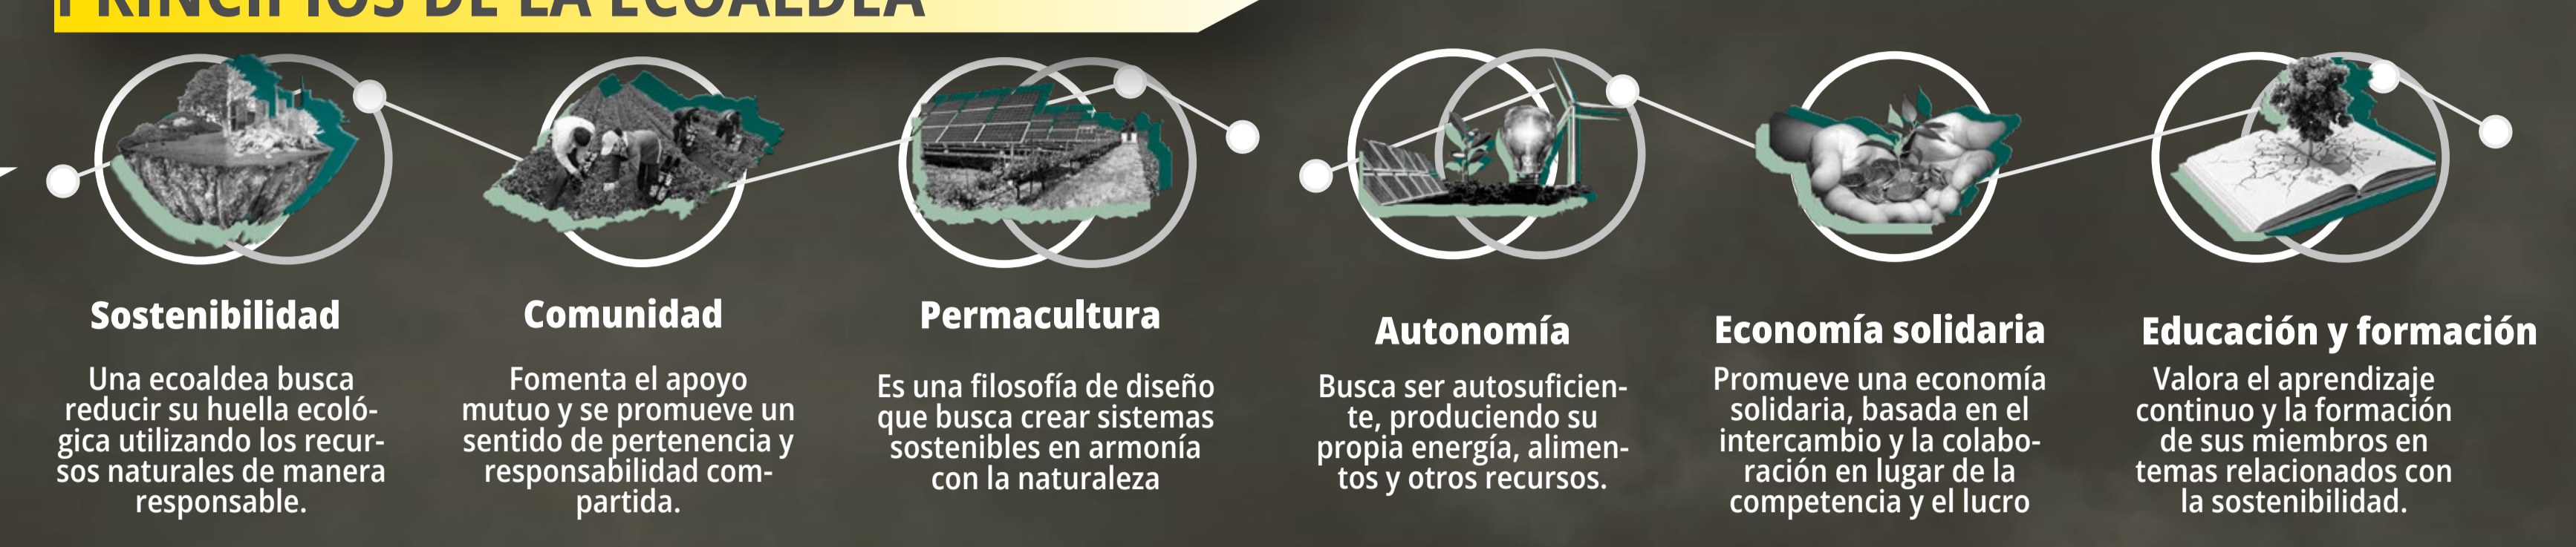 PRINCIPIOS DE LA ECOALDEA
Sostenibilidad
Una ecoaldea busca
reducir su huella ecoló-
gica utilizando los recur-
sos naturales de manera
responsable.
Comunidad
Fomenta el apoyo
mutuo y se promueve un
sentido de pertenencia y
responsabilidad com-
partida.
Permacultura
Es una filosofía de diseño
que busca crear sistemas
sostenibles en armonía
con la naturaleza
Autonomía
Busca ser autosuficien-
te, produciendo su
propia energía, alimen-
tos y otros recursos.
Economía solidaria
Promueve una economía
solidaria, basada en el
intercambio y la colabo-
ración en lugar de la
competencia y el lucro
Educación y formación
Valora el aprendizaje
continuo y la formación
de sus miembros en
temas relacionados con
la sostenibilidad.